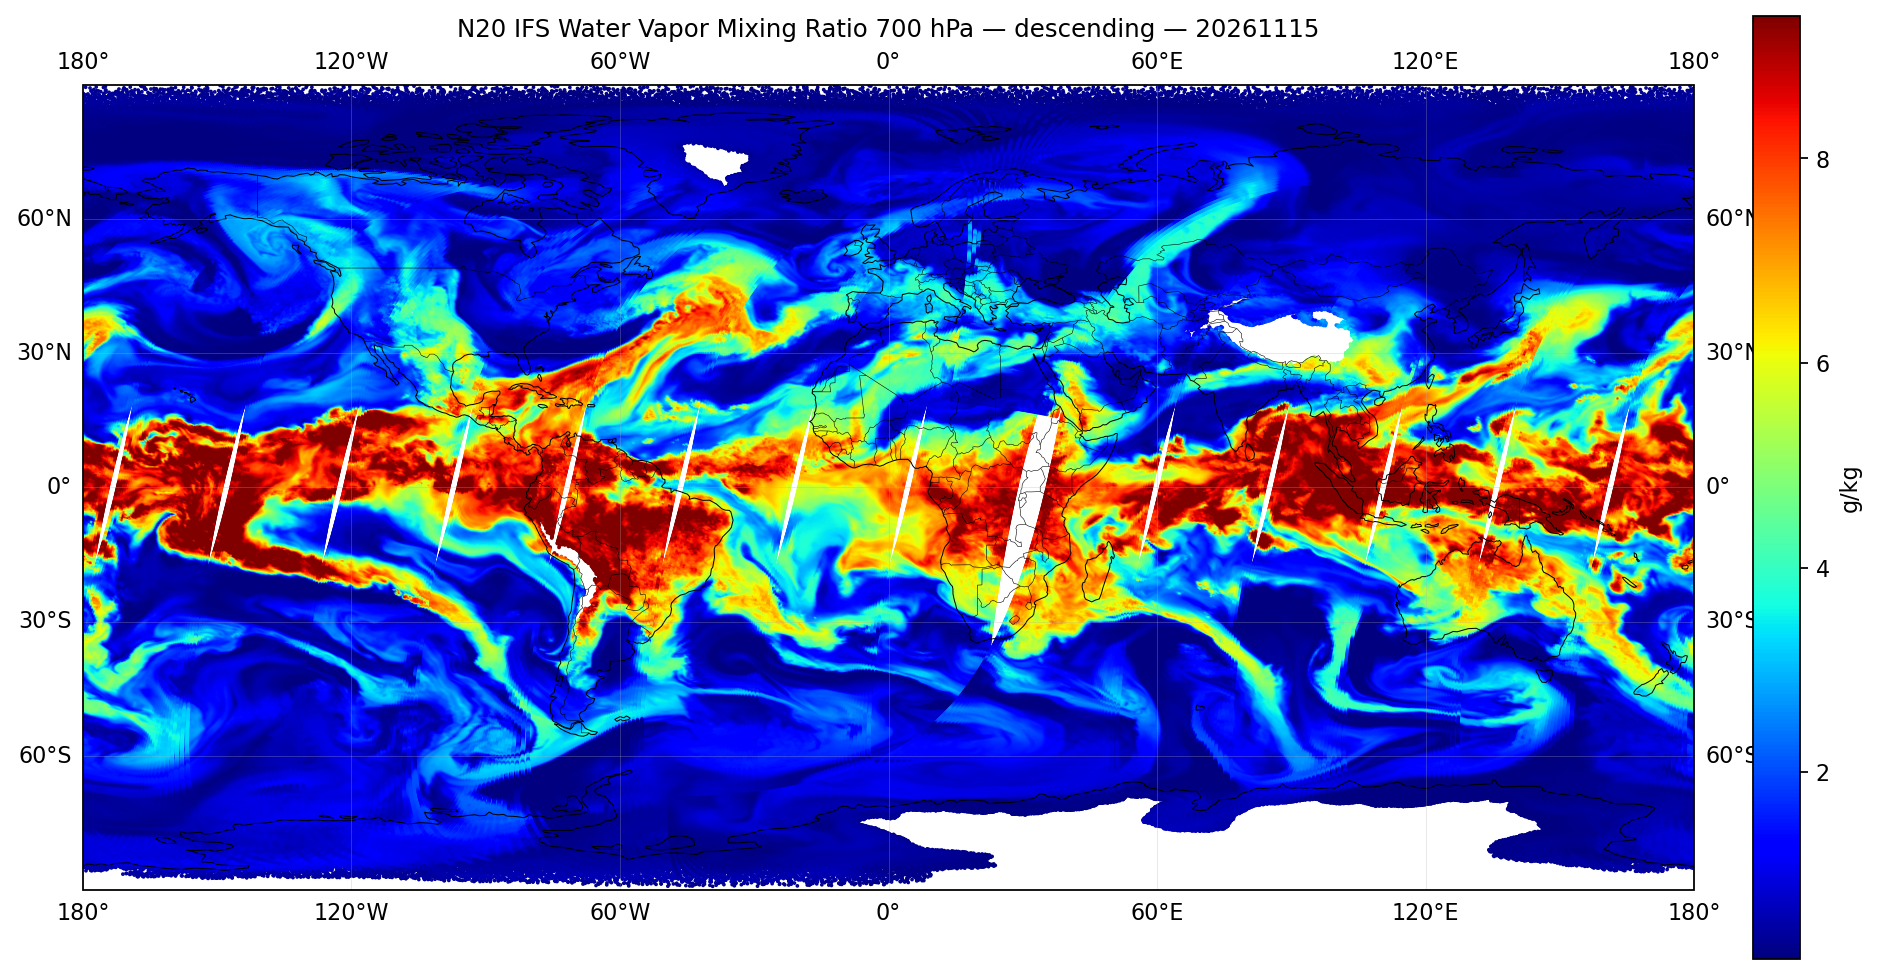 N20 IFS Water Vapor Mixing Ratio 700 hPa — descending — 20261115
180° 120°W 60°W 0° 60°E 120°E 180°
60°N 60°N
30°N 30°N
0° 0°
30°S 30°S
60°S 60°S
180° 120°W 60°W 0° 60°E 120°E 180°
8
6
4
2
g/kg